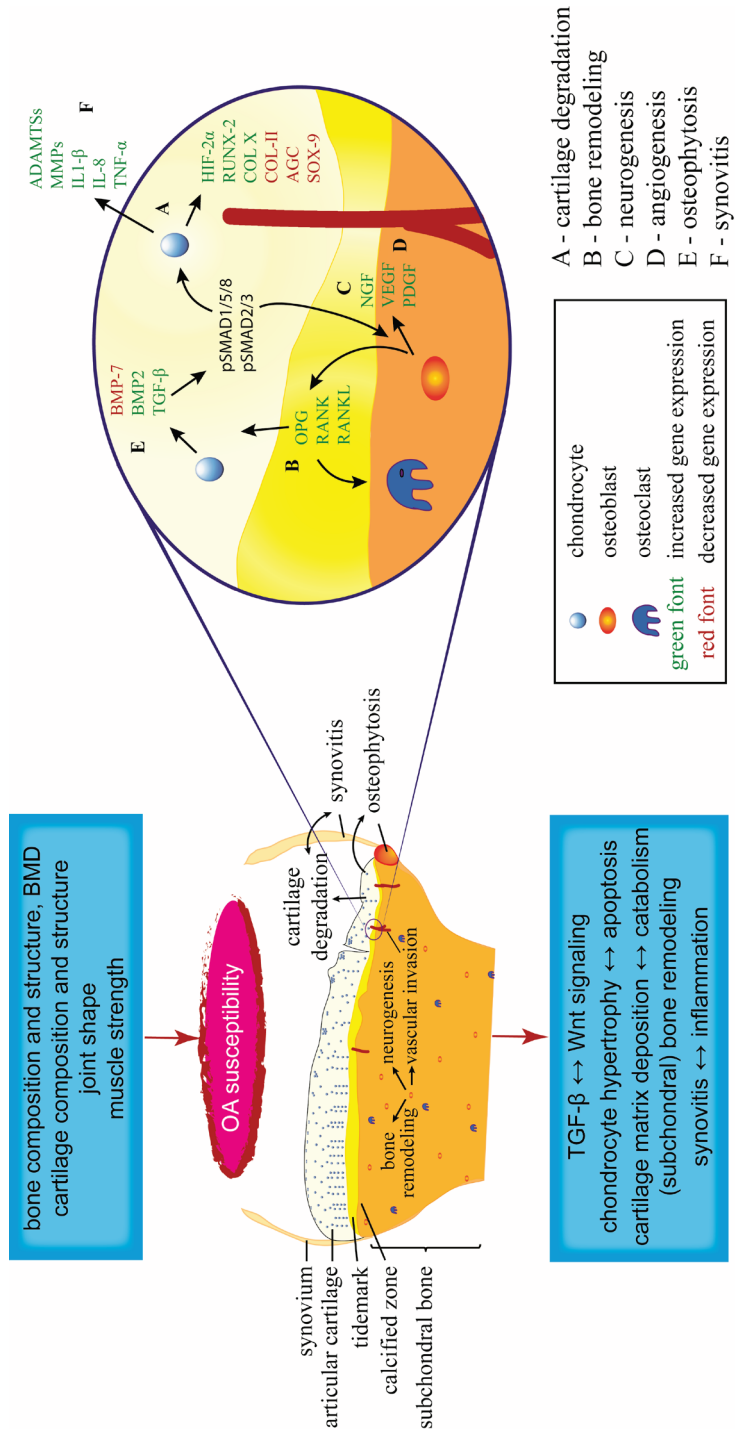 bone composition and structure, BMD
cartilage composition and structure
joint shape
muscle strength
OA susceptibility
synovium
articular cartilage
tidemark
calcified zone
subchondral bone
cartilage
degradation
synovitis
osteophytosis
bone
remodeling
neurogenesis
vascular invasion
TGF-β ↔ Wnt signaling
chondrocyte hypertrophy ↔ apoptosis
cartilage matrix deposition ↔ catabolism
(subchondral) bone remodeling
synovitis ↔ inflammation
ADAMTSs
MMPs
IL1-β
IL-8
TNF-α
F
A
HIF-2α
RUNX-2
COL X
COL-II
AGC
SOX-9
E
BMP-7
BMP2
TGF-β
pSMAD1/5/8
pSMAD2/3
B
OPG
RANK
RANKL
C
NGF
VEGF
PDGF
D
chondrocyte
osteoblast
osteoclast
green font increased gene expression
red font decreased gene expression
A - cartilage degradation
B - bone remodeling
C - neurogenesis
D - angiogenesis
E - osteophytosis
F - synovitis